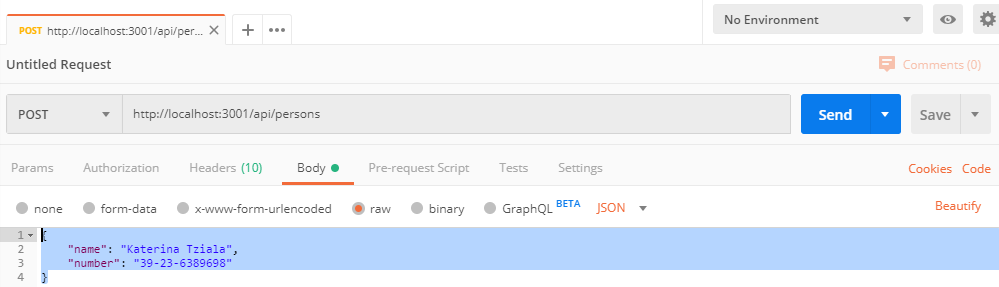 POST http://localhost:3001/api/per... × + ••• No Environment
Untitled Request Comments (0)
POST http://localhost:3001/api/persons Send Save
Params Authorization Headers (10) Body Pre-request Script Tests Settings Cookies Code
none form-data x-www-form-urlencoded raw binary GraphQL BETA JSON Beautify
1 {
2 "name": "Katerina Tziala",
3 "number": "39-23-6389698"
4 }